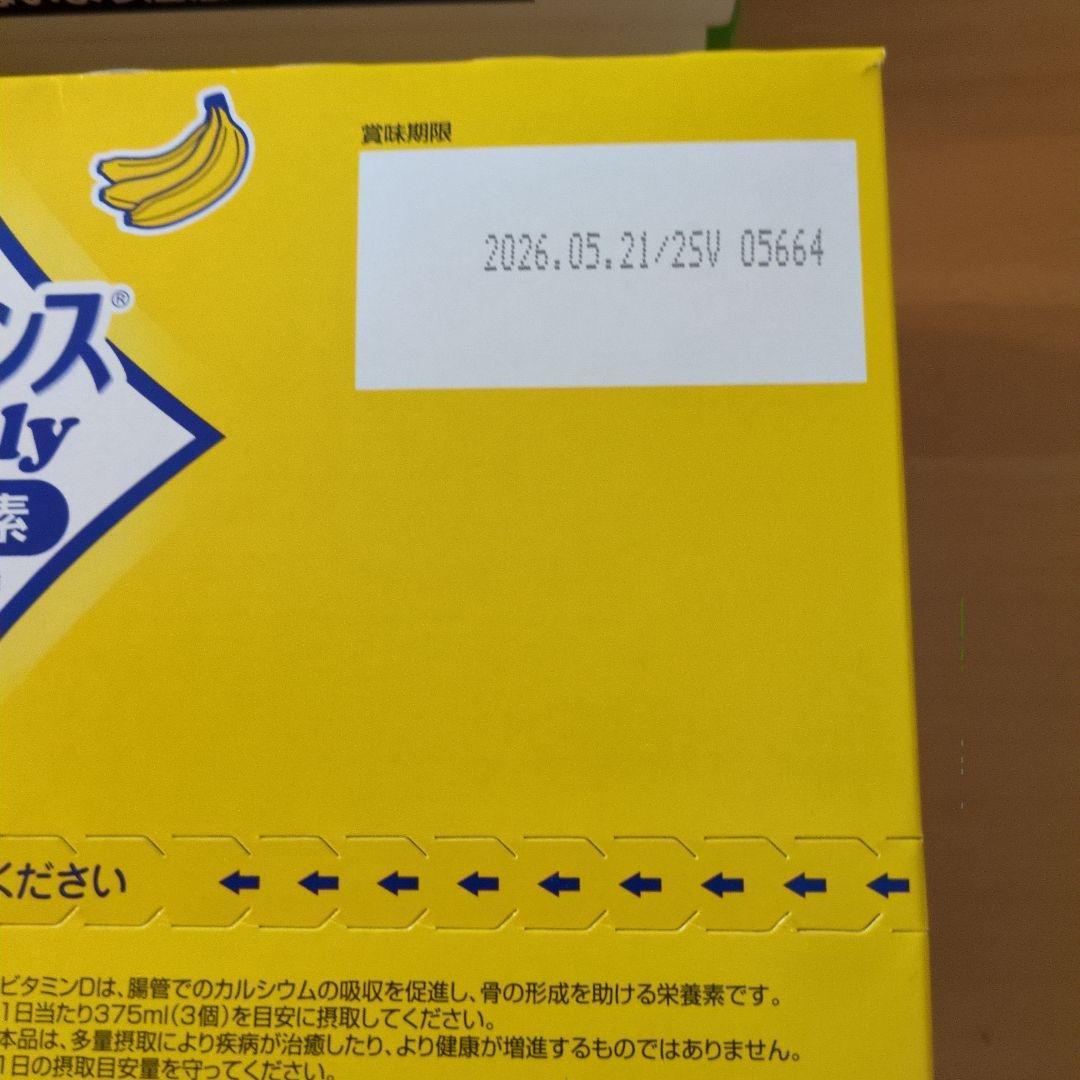 賞味期限
2026.05.21/2SV 05664
ンス®
ly
素
ください
ビタミンDは、腸管でのカルシウムの吸収を促進し、骨の形成を助ける栄養素です。
1日当たり375ml(3個)を目安に摂取してください。
本品は、多量摂取により疾病が治癒したり、より健康が増進するものではありません。
1日の摂取目安量を守ってください。